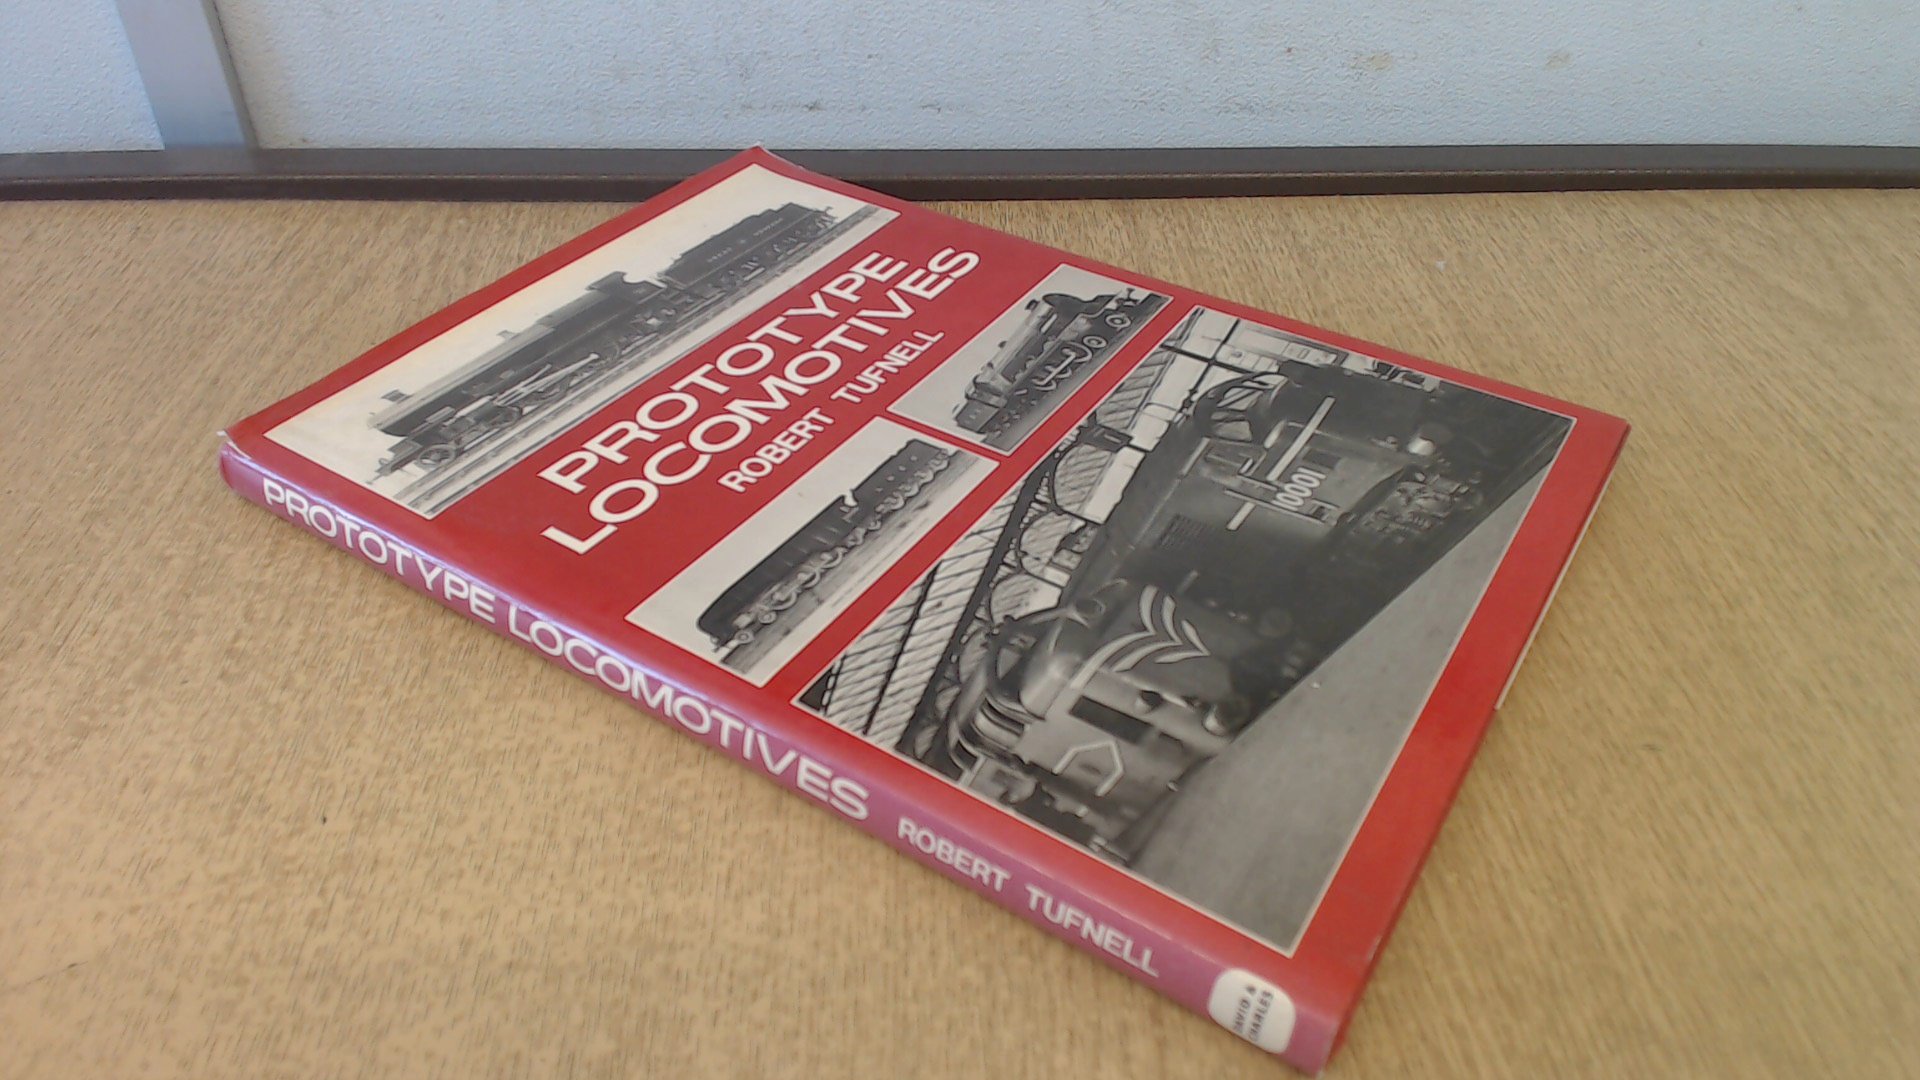 PROTOTYPE
LOCOMOTIVES
ROBERT TUFNELL
10001
PROTOTYPE LOCOMOTIVES ROBERT TUFNELL
DAVID &
CHARLES